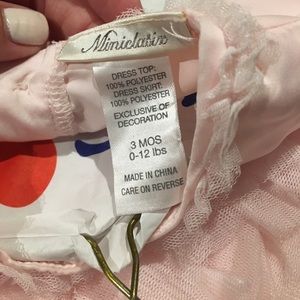 Miniclasix
DRESS TOP:
100% POLYESTER
DRESS SKIRT:
100% POLYESTER
EXCLUSIVE OF
DECORATION
3 MOS
0-12 lbs
MADE IN CHINA
CARE ON REVERSE